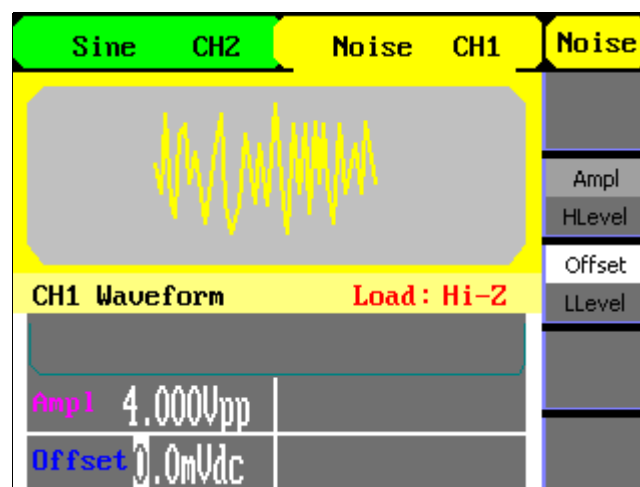 Sine CH2 Noise CH1 Noise
Ampl
HLevel
Offset
LLevel
CH1 Waveform Load: Hi-Z
Ampl 4.000Vpp
Offset 0.0mVdc